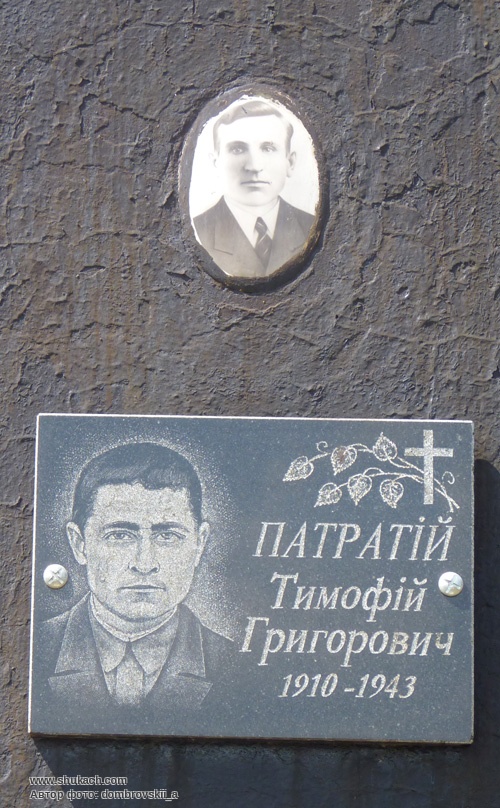 ПАТРАТІЙ
Тимофій
Григорович
1910 - 1943
www.shukach.com
Автор фото: dombrovskii_a